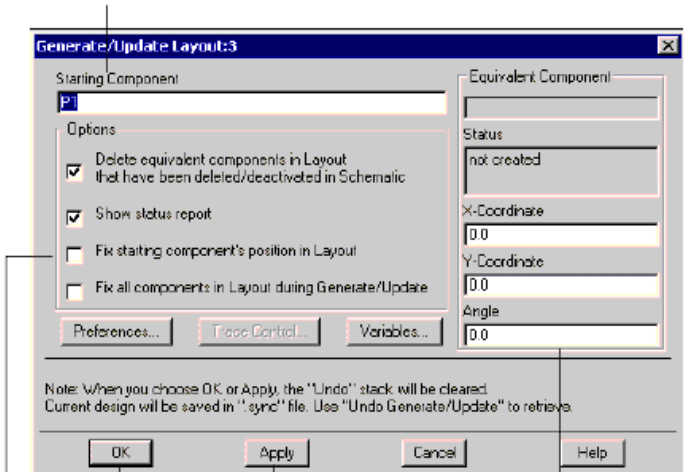 Generate/Update Layout:3
Starting Component
P1
Options
Delete equivalent components in Layout
that have been deleted/deactivated in Schematic
Show status report
Fix starting component's position in Layout
Fix all components in Layout during Generate/Update
Preferences...
Trace Control...
Variables...
Equivalent Component
Status
not created
X-Coordinate
0.0
Y-Coordinate
0.0
Angle
0.0
Note: When you choose OK or Apply, the "Undo" stack will be cleared.
Current design will be saved in ".sync" file. Use "Undo Generate/Update" to retrieve.
OK
Apply
Cancel
Help